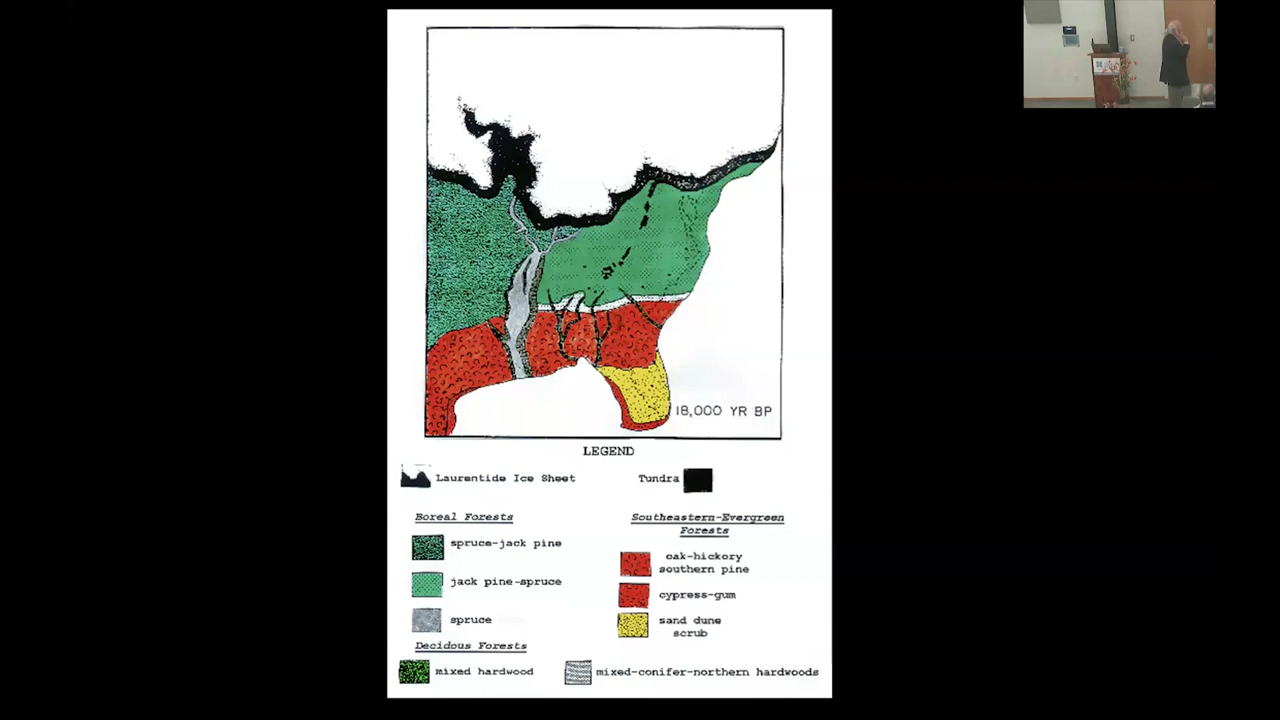 18,000 YR BP
LEGEND
Laurentide Ice Sheet
Tundra
Boreal Forests
spruce-jack pine
jack pine-spruce
spruce
Southeastern-Evergreen
Forests
oak-hickory
southern pine
cypress-gum
sand dune
scrub
Decidous Forests
mixed hardwood
mixed-conifer-northern hardwoods